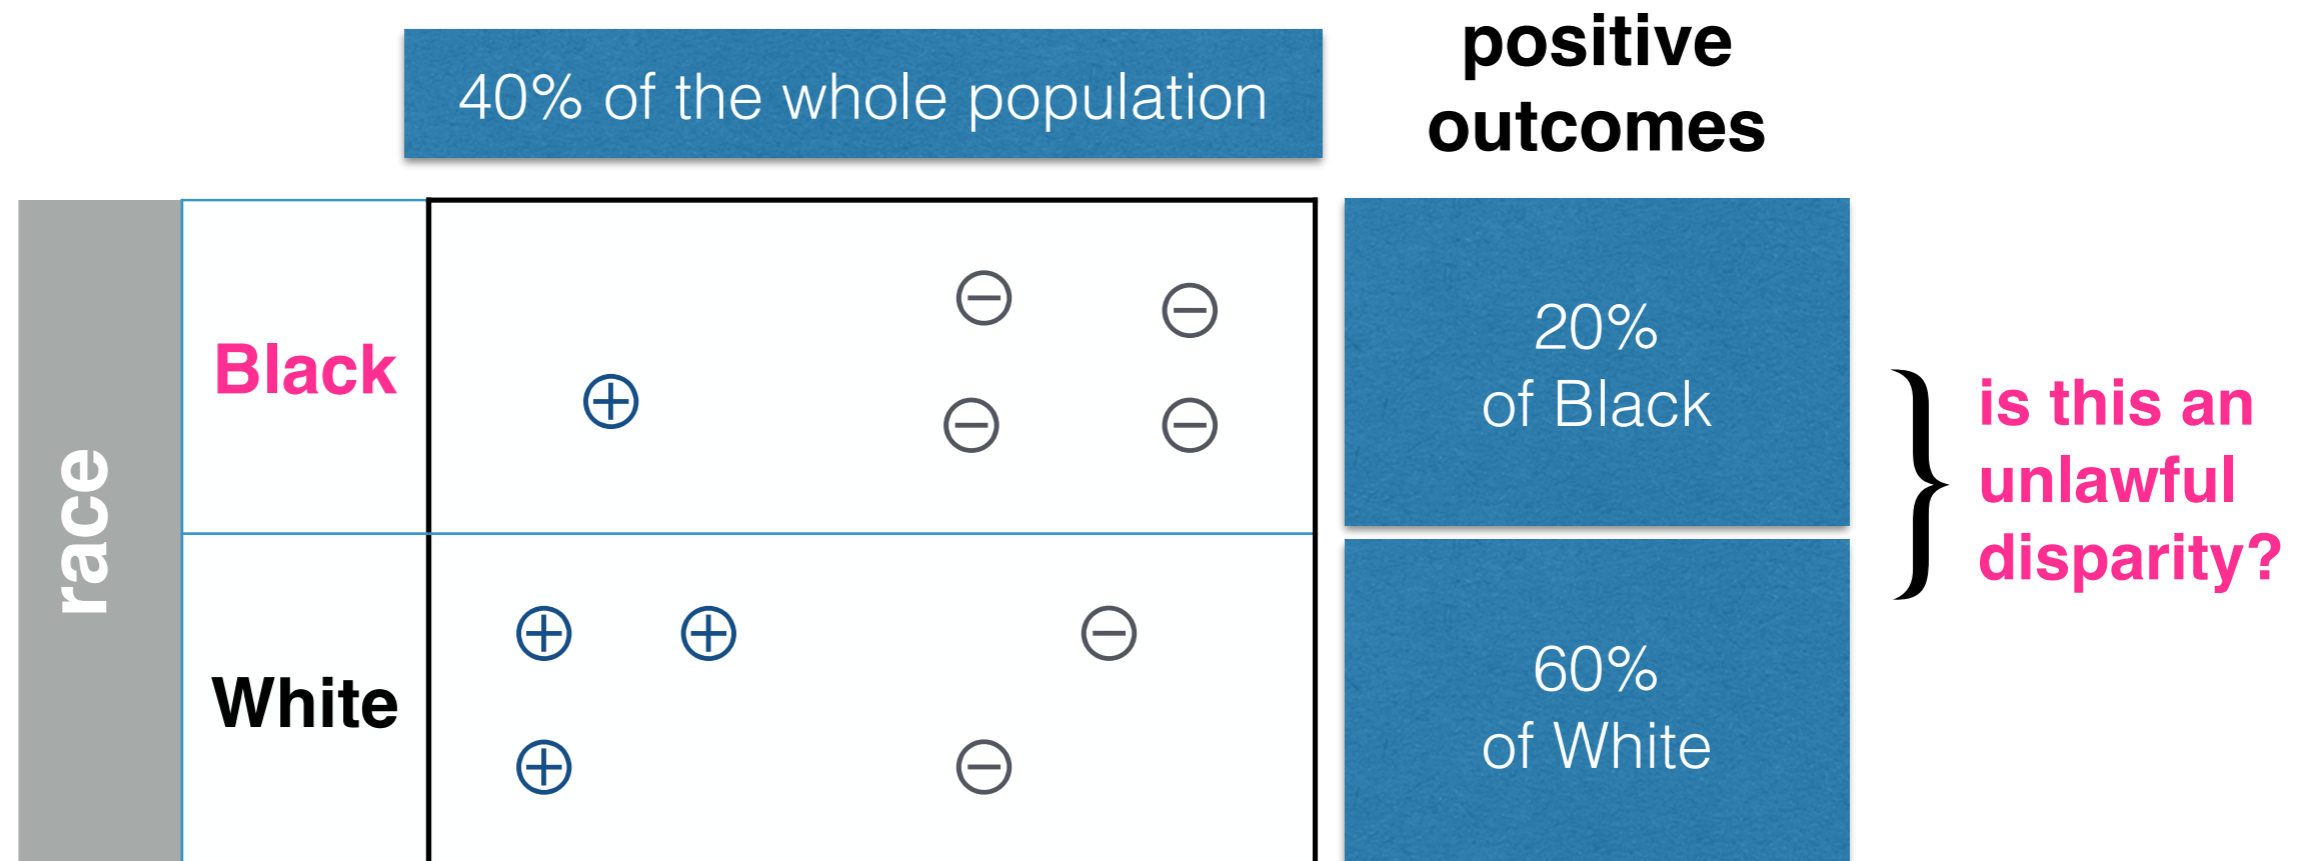 40% of the whole population
positive
outcomes
race
Black
20%
of Black
is this an
unlawful
disparity?
White
60%
of White